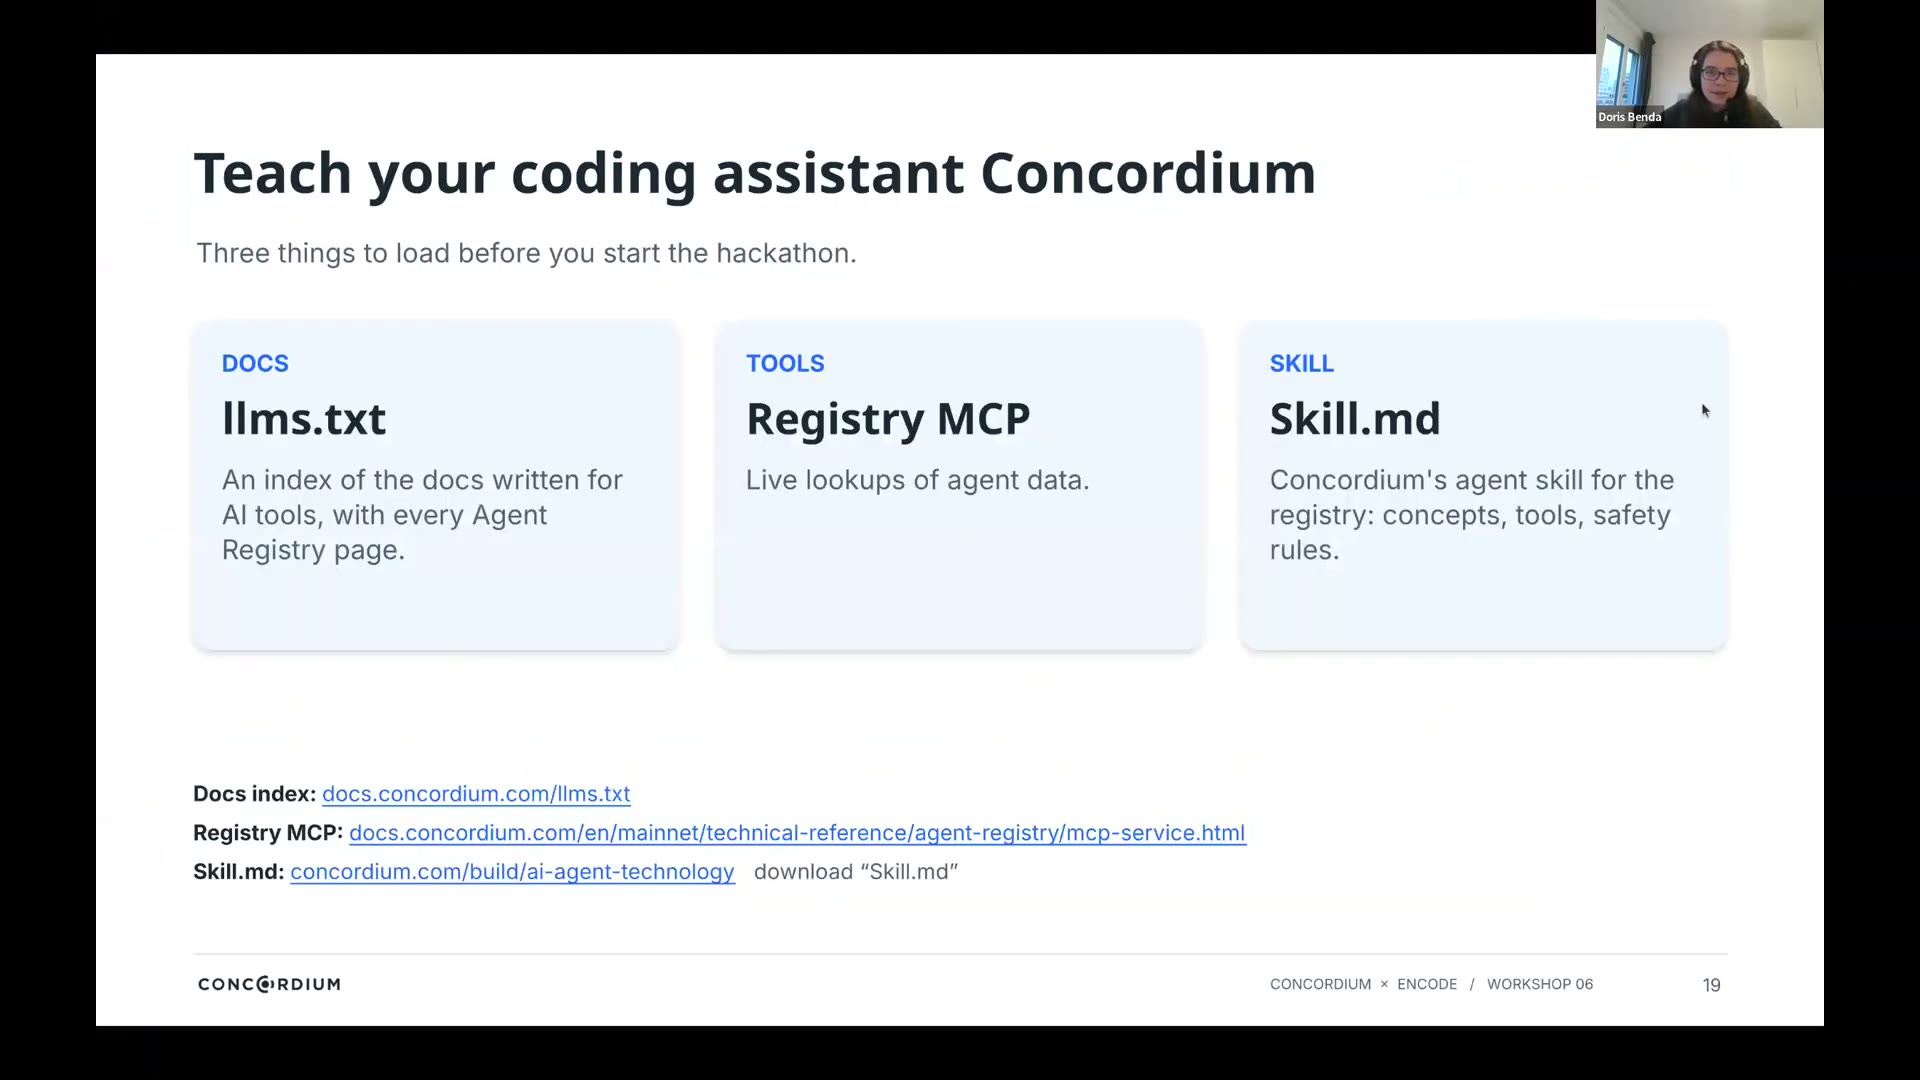 Doris Benda
Teach your coding assistant Concordium
Three things to load before you start the hackathon.
DOCS
llms.txt
An index of the docs written for
AI tools, with every Agent
Registry page.
TOOLS
Registry MCP
Live lookups of agent data.
SKILL
Skill.md
Concordium's agent skill for the
registry: concepts, tools, safety
rules.
Docs index: docs.concordium.com/llms.txt
Registry MCP: docs.concordium.com/en/mainnet/technical-reference/agent-registry/mcp-service.html
Skill.md: concordium.com/build/ai-agent-technology download “Skill.md”
CONCORDIUM
CONCORDIUM × ENCODE / WORKSHOP 06
19